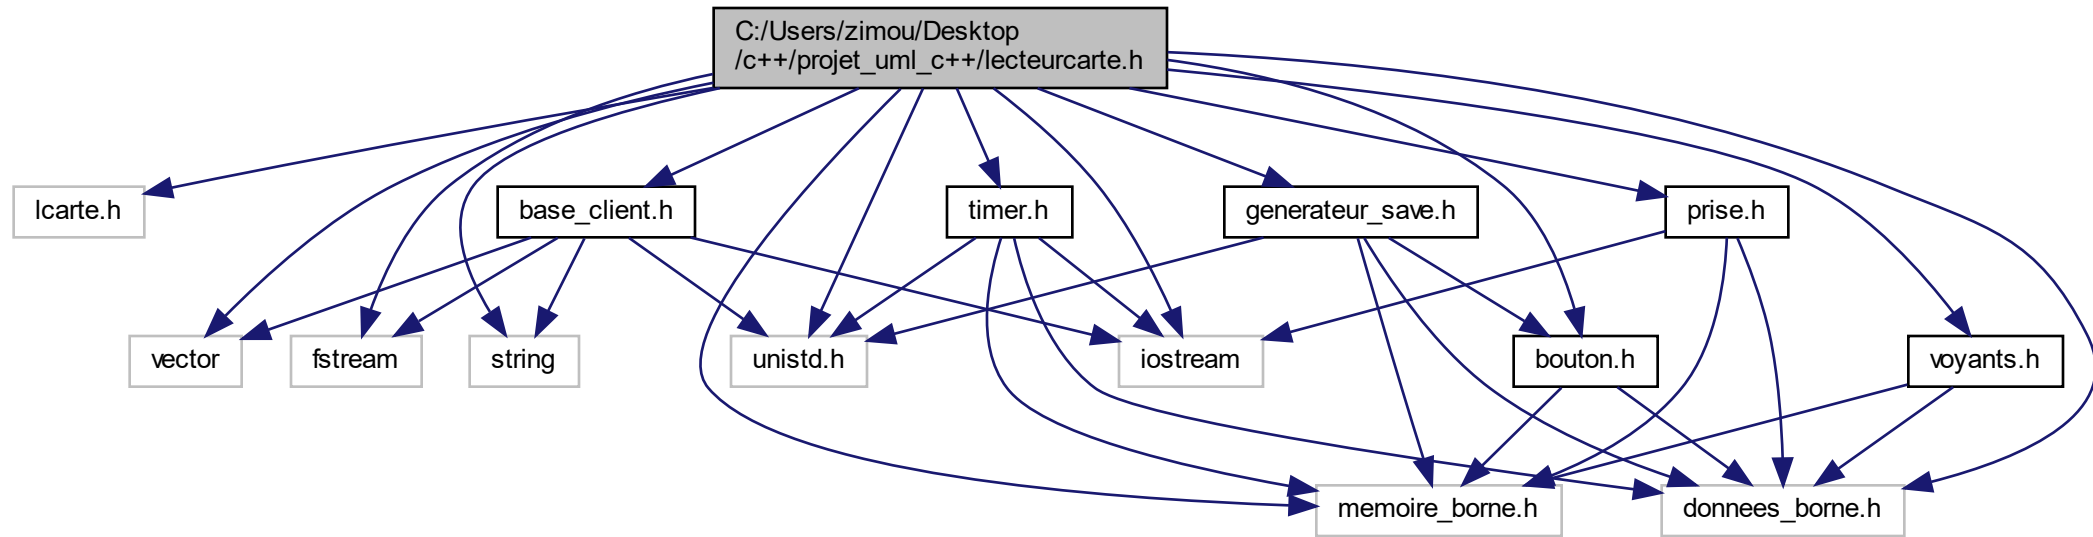 C:/Users/zimou/Desktop
/c++/projet_uml_c++/lecteurcarte.h
lcarte.h
base_client.h
timer.h
generateur_save.h
prise.h
vector
fstream
string
unistd.h
iostream
bouton.h
voyants.h
memoire_borne.h
donnees_borne.h